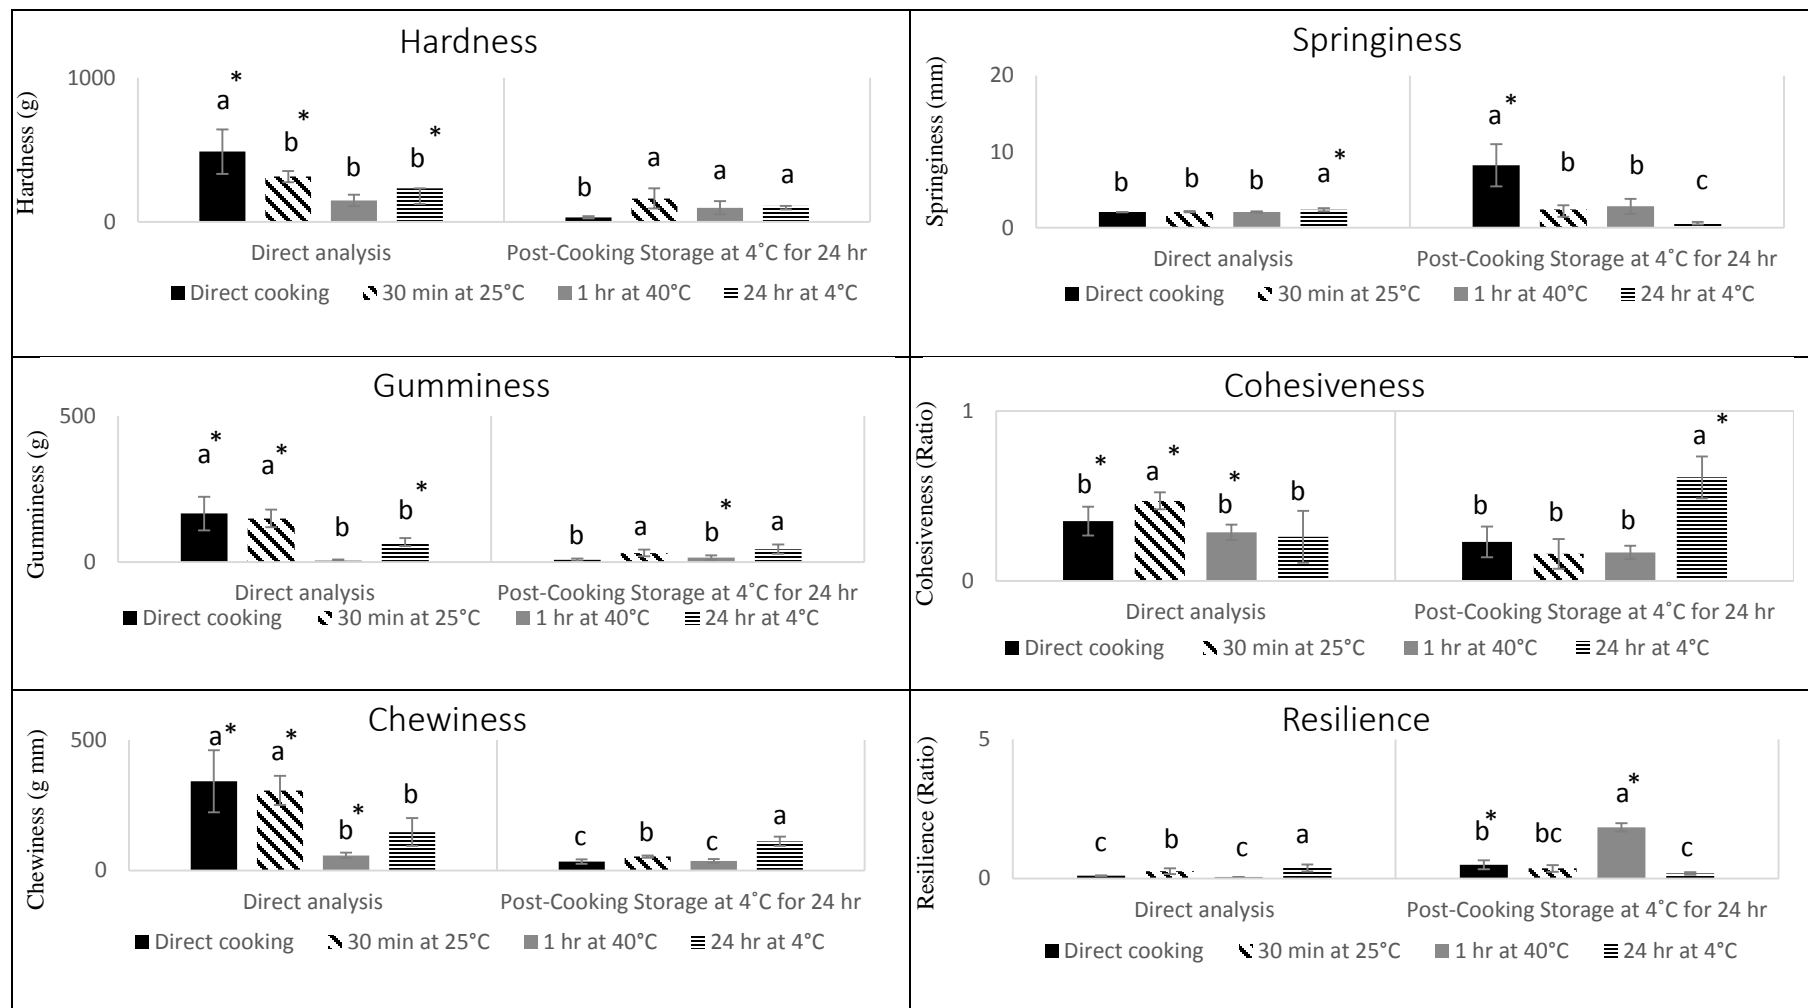 Hardness
Hardness (g)
1000
0
a* b* b b* b a a a
Direct analysis Post-Cooking Storage at 4˚C for 24 hr
Direct cooking 30 min at 25°C 1 hr at 40°C 24 hr at 4°C
Springiness
Springiness (mm)
20
10
0
b b b a* a* b b c
Direct analysis Post-Cooking Storage at 4˚C for 24 hr
Direct cooking 30 min at 25°C 1 hr at 40°C 24 hr at 4°C
Gumminess
Gumminess (g)
500
0
a* a* b b* b a b* a
Direct analysis Post-Cooking Storage at 4˚C for 24 hr
Direct cooking 30 min at 25°C 1 hr at 40°C 24 hr at 4°C
Cohesiveness
Cohesiveness (Ratio)
1
0
b* a* b* b b b b a*
Direct analysis Post-Cooking Storage at 4˚C for 24 hr
Direct cooking 30 min at 25°C 1 hr at 40°C 24 hr at 4°C
Chewiness
Chewiness (g mm)
500
0
a* a* b* b c b c a
Direct analysis Post-Cooking Storage at 4˚C for 24 hr
Direct cooking 30 min at 25°C 1 hr at 40°C 24 hr at 4°C
Resilience
Resilience (Ratio)
5
0
c b c a b* bc a* c
Direct analysis Post-Cooking Storage at 4˚C for 24 hr
Direct cooking 30 min at 25°C 1 hr at 40°C 24 hr at 4°C